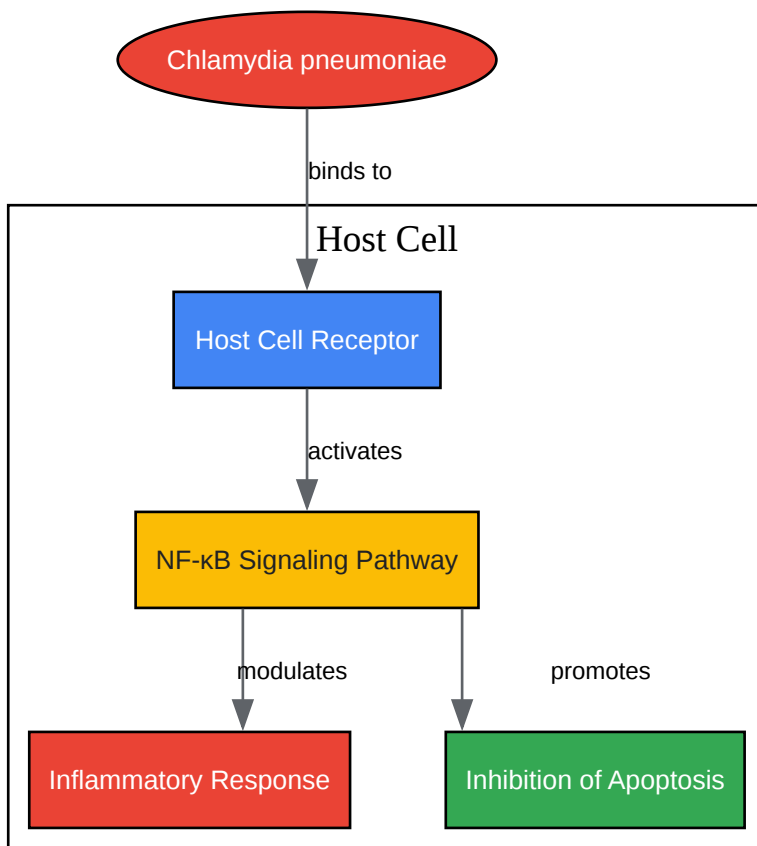 Chlamydia pneumoniae
binds to
Host Cell
Host Cell Receptor
activates
NF-κB Signaling Pathway
modulates
promotes
Inflammatory Response
Inhibition of Apoptosis